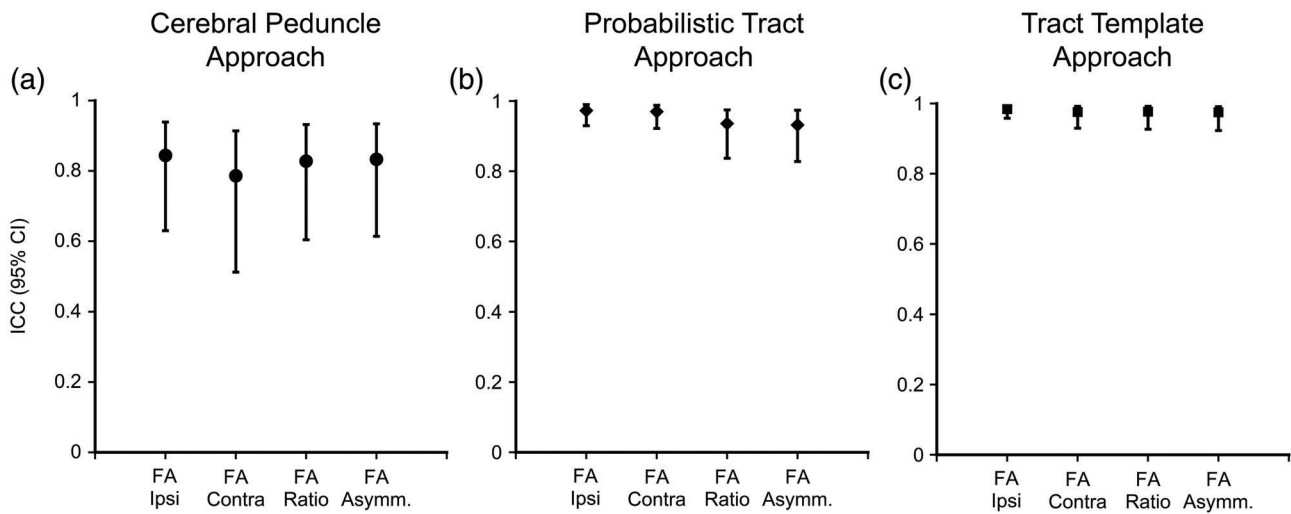 Cerebral Peduncle
Approach
(a)
ICC (95% CI)
1
0.8
0.6
0.4
0.2
0
FA
Ipsi
FA
Contra
FA
Ratio
FA
Asymm.
Probabilistic Tract
Approach
(b)
1
0.8
0.6
0.4
0.2
0
FA
Ipsi
FA
Contra
FA
Ratio
FA
Asymm.
Tract Template
Approach
(c)
1
0.8
0.6
0.4
0.2
0
FA
Ipsi
FA
Contra
FA
Ratio
FA
Asymm.